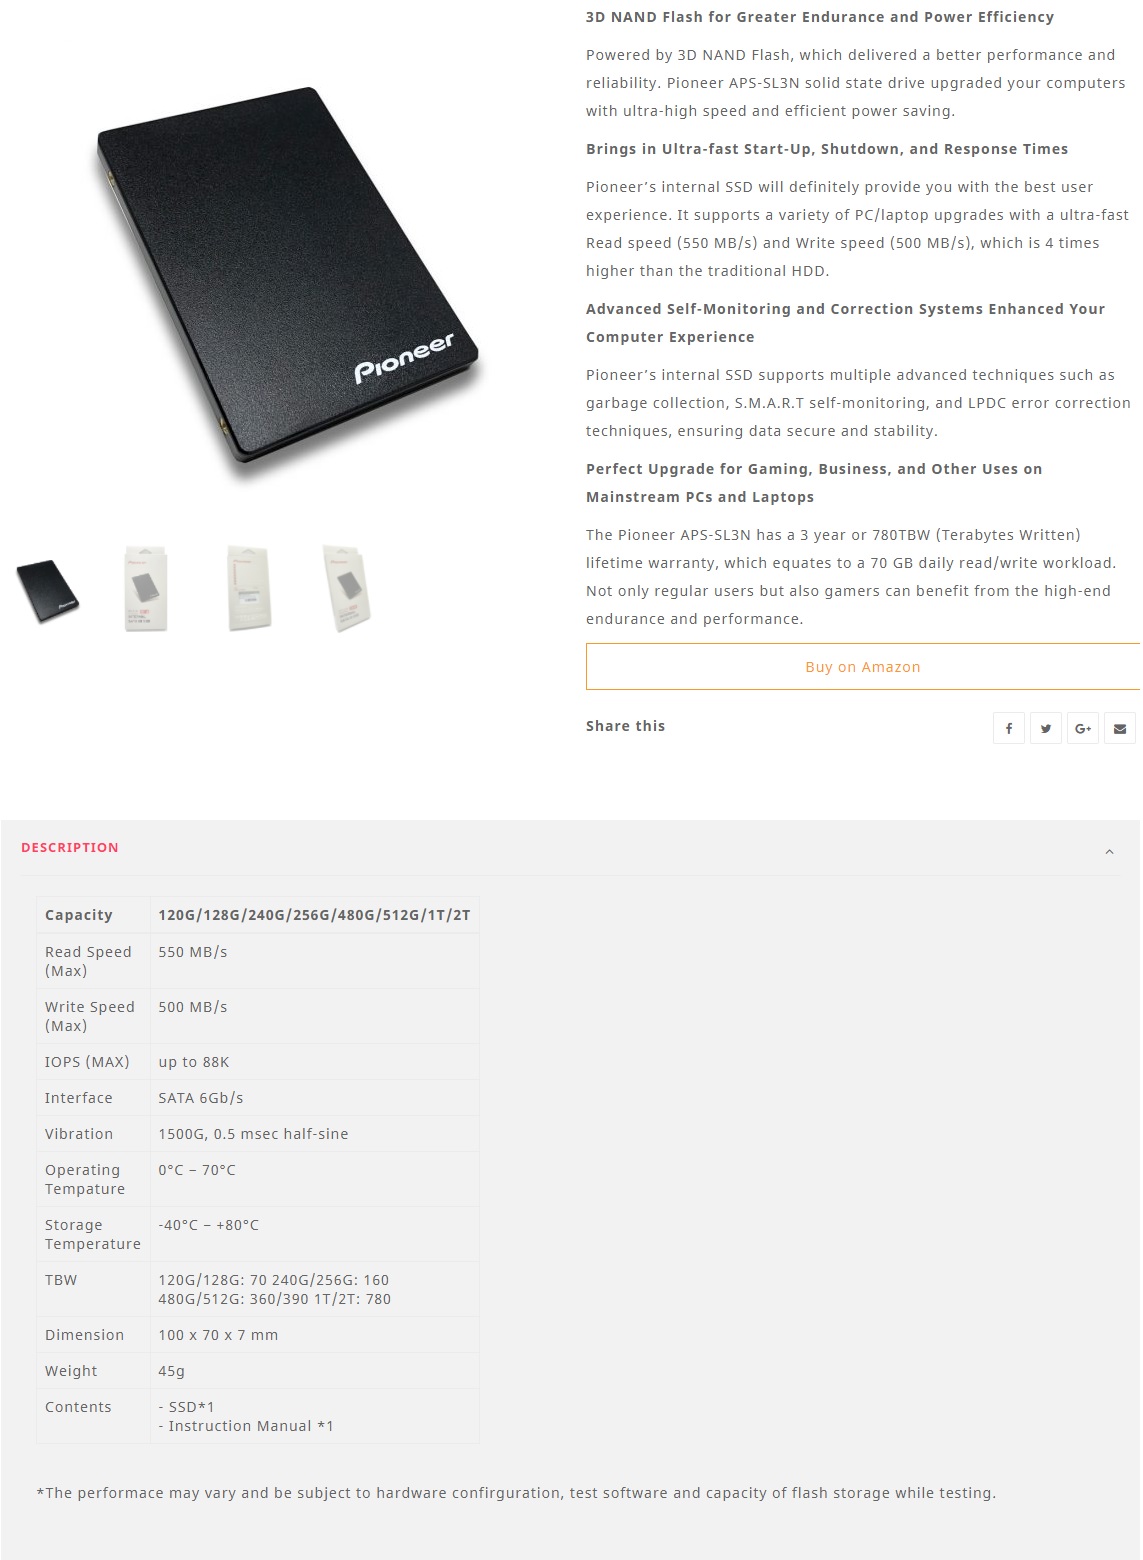 3D NAND Flash for Greater Endurance and Power Efficiency
Powered by 3D NAND Flash, which delivered a better performance and
reliability. Pioneer APS-SL3N solid state drive upgraded your computers
with ultra-high speed and efficient power saving.
Brings in Ultra-fast Start-Up, Shutdown, and Response Times
Pioneer’s internal SSD will definitely provide you with the best user
experience. It supports a variety of PC/laptop upgrades with a ultra-fast
Read speed (550 MB/s) and Write speed (500 MB/s), which is 4 times
higher than the traditional HDD.
Advanced Self-Monitoring and Correction Systems Enhanced Your
Computer Experience
Pioneer’s internal SSD supports multiple advanced techniques such as
garbage collection, S.M.A.R.T self-monitoring, and LPDC error correction
techniques, ensuring data secure and stability.
Perfect Upgrade for Gaming, Business, and Other Uses on
Mainstream PCs and Laptops
The Pioneer APS-SL3N has a 3 year or 780TBW (Terabytes Written)
lifetime warranty, which equates to a 70 GB daily read/write workload.
Not only regular users but also gamers can benefit from the high-end
endurance and performance.
Buy on Amazon
Share this
Pioneer
Pioneer
DESCRIPTION
Capacity 120G/128G/240G/256G/480G/512G/1T/2T
Read Speed 550 MB/s
(Max)
Write Speed 500 MB/s
(Max)
IOPS (MAX) up to 88K
Interface SATA 6Gb/s
Vibration 1500G, 0.5 msec half-sine
Operating 0°C – 70°C
Tempature
Storage -40°C – +80°C
Temperature
TBW 120G/128G: 70 240G/256G: 160
480G/512G: 360/390 1T/2T: 780
Dimension 100 x 70 x 7 mm
Weight 45g
Contents - SSD*1
- Instruction Manual *1
*The performace may vary and be subject to hardware confirguration, test software and capacity of flash storage while testing.